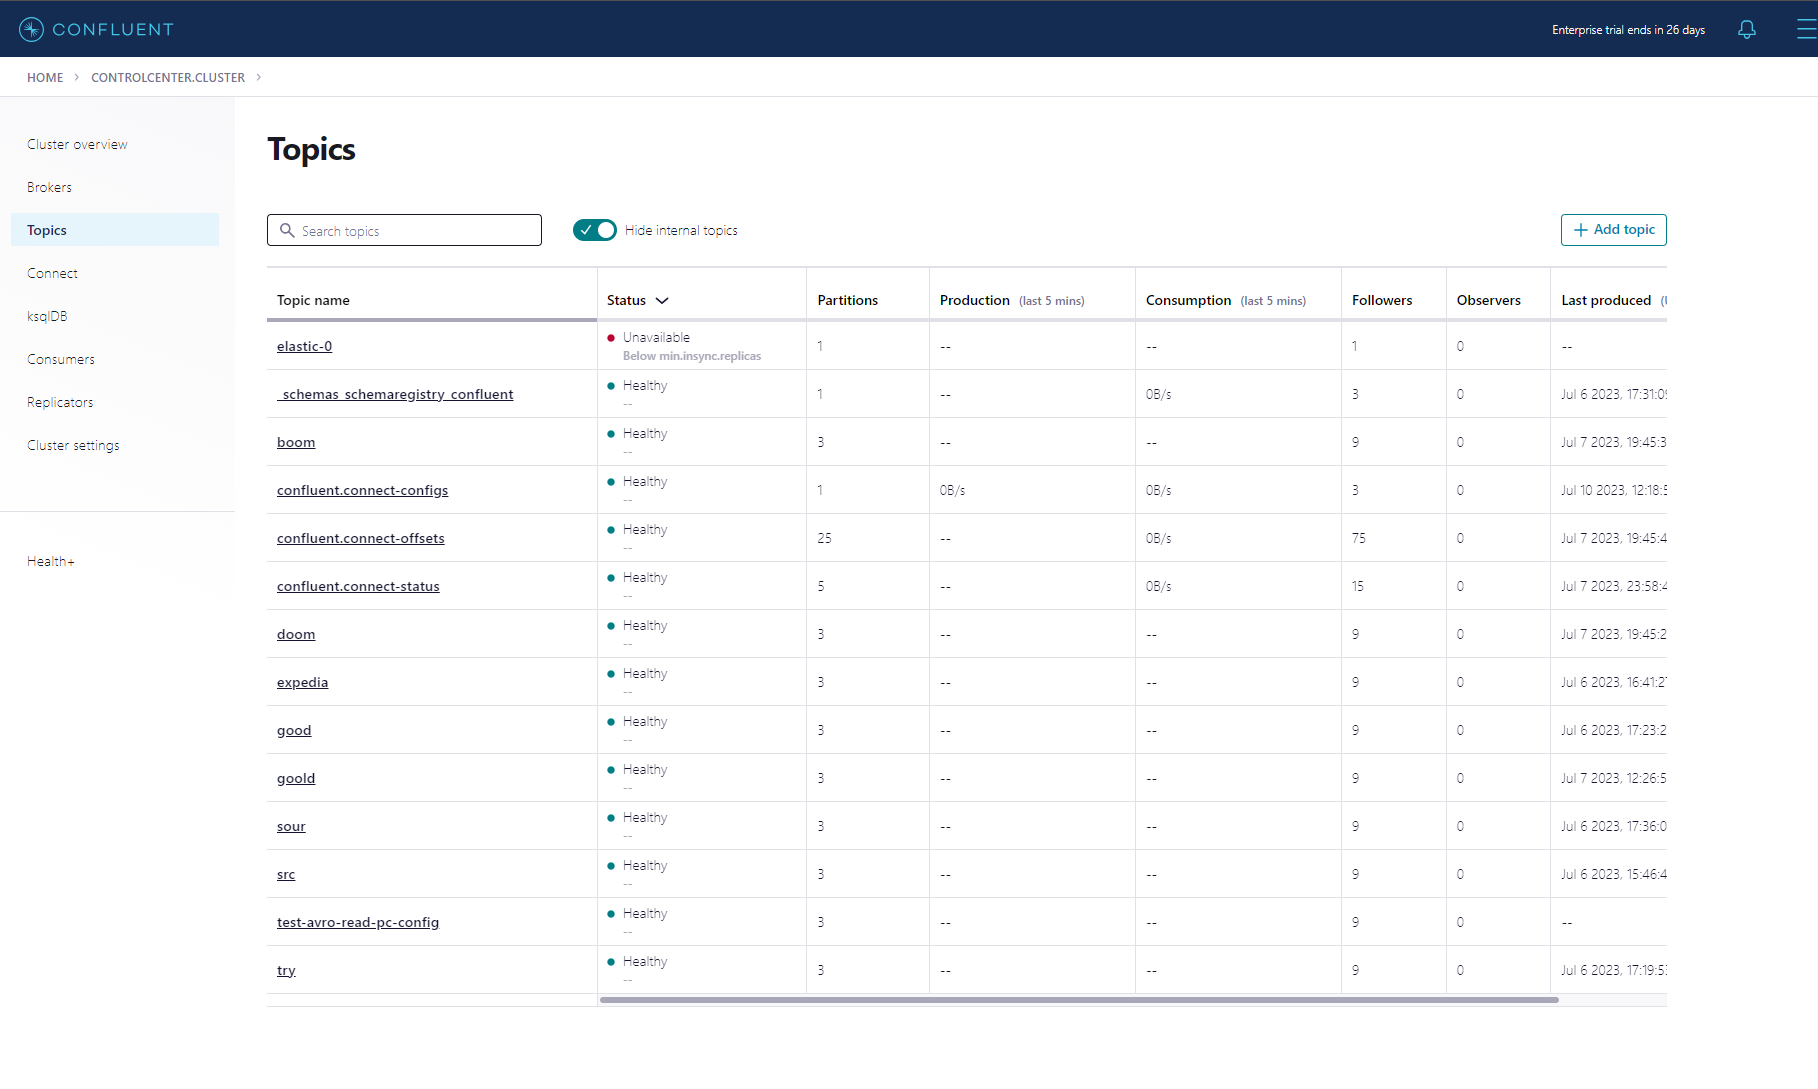 CONFLUENT
Enterprise trial ends in 26 days
HOME > CONTROLCENTER.CLUSTER >
Cluster overview
Brokers
Topics
Connect
ksqlDB
Consumers
Replicators
Cluster settings
Health+
Topics
Search topics
Hide internal topics
+ Add topic
Topic name Status Partitions Production (last 5 mins) Consumption (last 5 mins) Followers Observers Last produced
elastic-0 Unavailable 1 -- -- 1 0 --
Below min.insync.replicas
_schemas_schemaregistry_confluent Healthy 1 -- 0B/s 3 0 Jul 6 2023, 17:31:09
--
boom Healthy 3 -- -- 9 0 Jul 7 2023, 19:45:3
--
confluent.connect-configs Healthy 1 0B/s 0B/s 3 0 Jul 10 2023, 12:18:5
--
confluent.connect-offsets Healthy 25 -- 0B/s 75 0 Jul 7 2023, 19:45:4
--
confluent.connect-status Healthy 5 -- 0B/s 15 0 Jul 7 2023, 23:58:4
--
doom Healthy 3 -- -- 9 0 Jul 7 2023, 19:45:2
--
expedia Healthy 3 -- -- 9 0 Jul 6 2023, 16:41:27
--
good Healthy 3 -- -- 9 0 Jul 6 2023, 17:23:2
--
goold Healthy 3 -- -- 9 0 Jul 7 2023, 12:26:5
--
sour Healthy 3 -- -- 9 0 Jul 6 2023, 17:36:0
--
src Healthy 3 -- -- 9 0 Jul 6 2023, 15:46:4
--
test-avro-read-pc-config Healthy 3 -- -- 9 0 --
--
try Healthy 3 -- -- 9 0 Jul 6 2023, 17:19:53
--